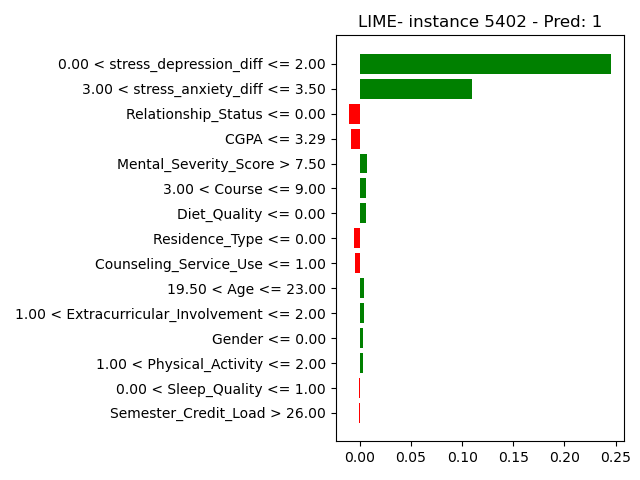 LIME- instance 5402 - Pred: 1
0.00 < stress_depression_diff <= 2.00
3.00 < stress_anxiety_diff <= 3.50
Relationship_Status <= 0.00
CGPA <= 3.29
Mental_Severity_Score > 7.50
3.00 < Course <= 9.00
Diet_Quality <= 0.00
Residence_Type <= 0.00
Counseling_Service_Use <= 1.00
19.50 < Age <= 23.00
1.00 < Extracurricular_Involvement <= 2.00
Gender <= 0.00
1.00 < Physical_Activity <= 2.00
0.00 < Sleep_Quality <= 1.00
Semester_Credit_Load > 26.00
0.00 0.05 0.10 0.15 0.20 0.25